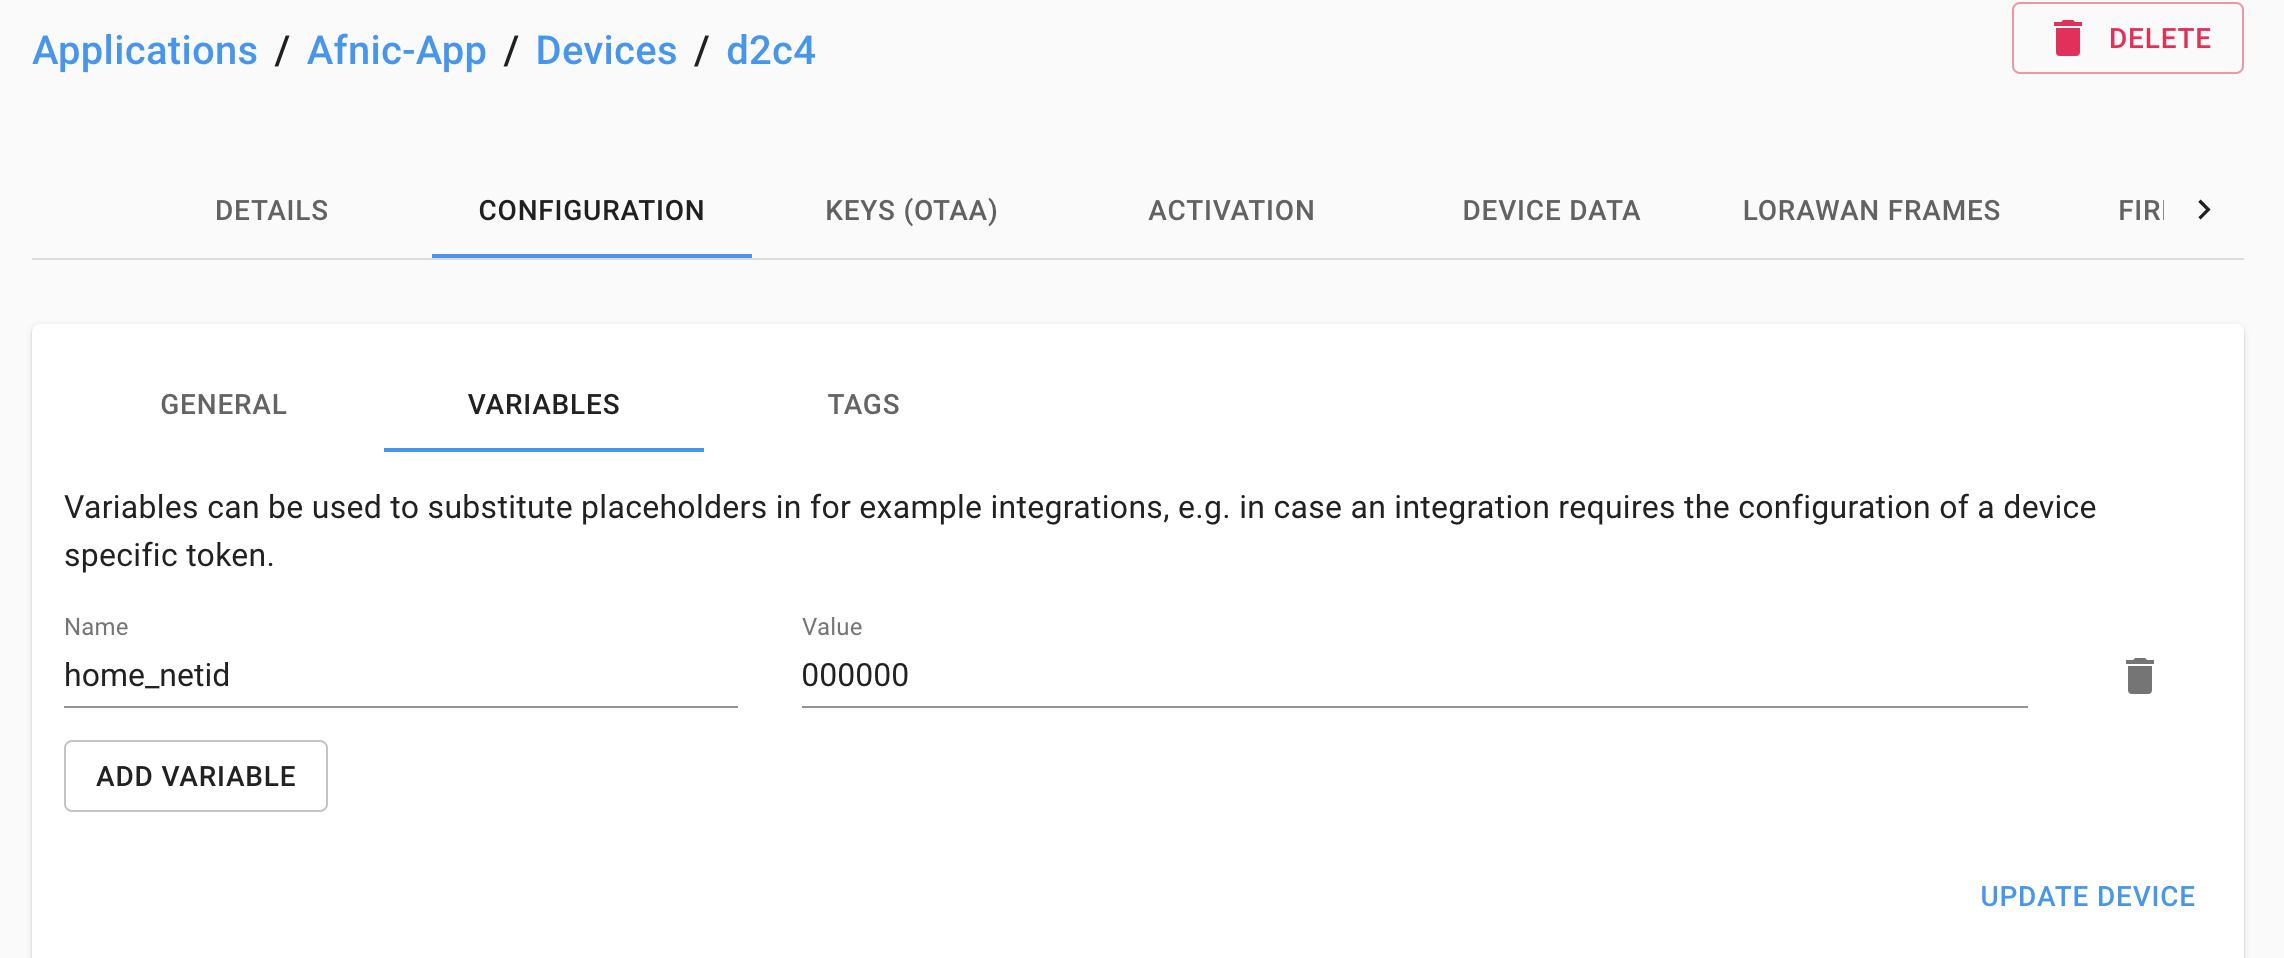 Applications / Afnic-App / Devices / d2c4
DELETE
DETAILS CONFIGURATION KEYS (OTAA) ACTIVATION DEVICE DATA LORAWAN FRAMES
GENERAL VARIABLES TAGS
Variables can be used to substitute placeholders in for example integrations, e.g. in case an integration requires the configuration of a device
specific token.
Name Value
home_netid 000000
ADD VARIABLE
UPDATE DEVICE